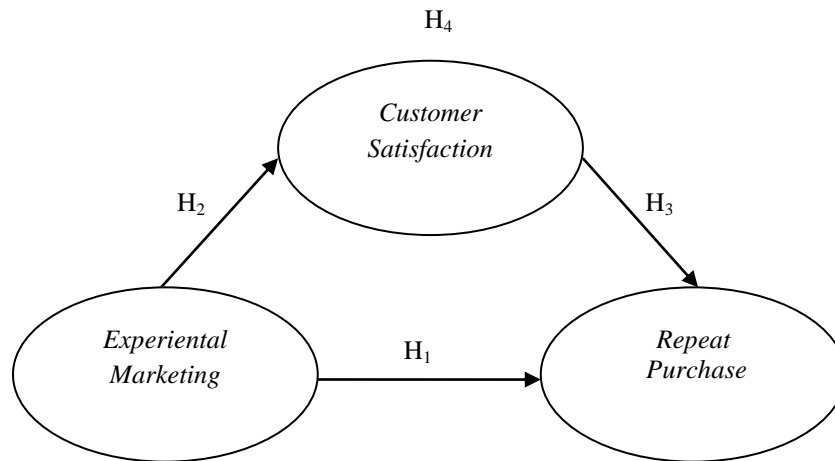 H₄
Customer
Satisfaction
H₂
H₃
Experiental
Marketing
H₁
Repeat
Purchase